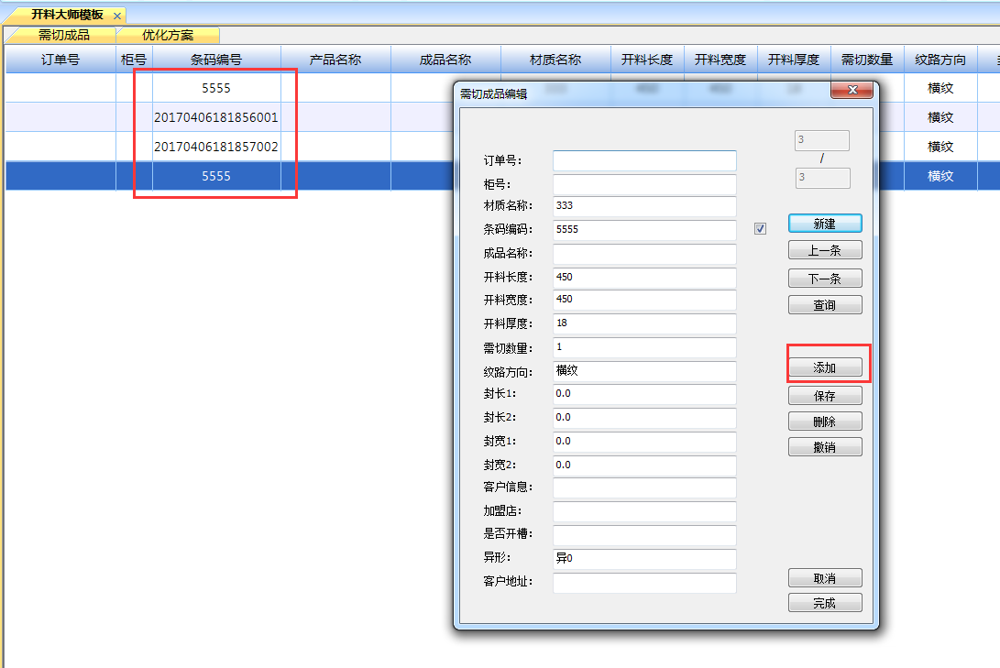 开料大师模板
需切成品 优化方案
订单号 柜号 条码编号 产品名称 成品名称 材质名称 开料长度 开料宽度 开料厚度 需切数量 纹路方向
5555 横纹
20170406181856001 横纹
20170406181857002 横纹
5555 横纹
需切成品编辑
3
/
3
订单号：
柜号：
材质名称： 333
条码编码： 5555
成品名称：
开料长度： 450
开料宽度： 450
开料厚度： 18
需切数量： 1
纹路方向： 横纹
封长1： 0.0
封长2： 0.0
封宽1： 0.0
封宽2： 0.0
客户信息：
加盟店：
是否开槽：
异形： 异0
客户地址：
新建
上一条
下一条
查询
添加
保存
删除
撤销
取消
完成